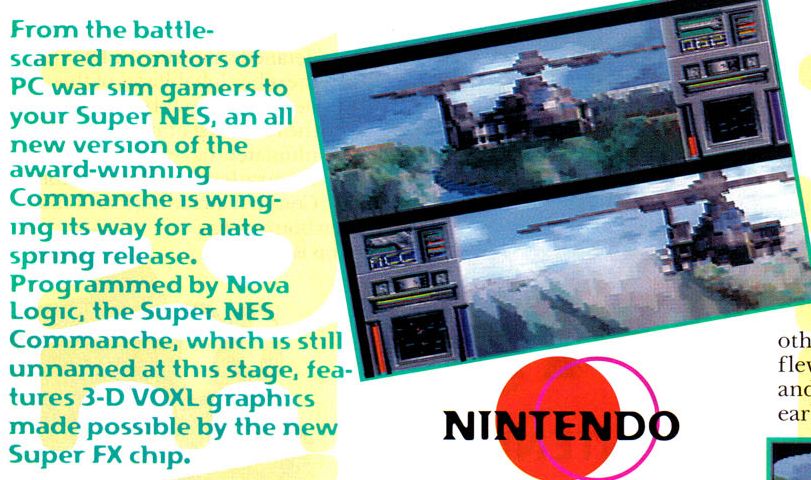 From the battle-
scarred monitors of
PC war sim gamers to
your Super NES, an all
new version of the
award-winning
Commanche is wing-
ing its way for a late
spring release.
Programmed by Nova
Logic, the Super NES
Commanche, which is still
unnamed at this stage, fea-
tures 3-D VOXL graphics
made possible by the new
Super FX chip.
NINTENDO
oth
flew
and
ear